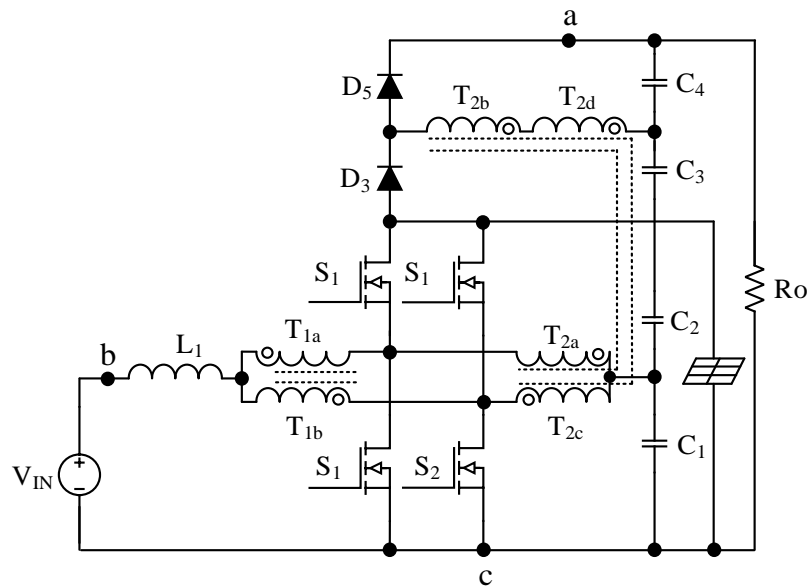 a
D5
T2b
T2d
C4
D3
C3
S1
S1
Ro
T1a
T2a
C2
b
L1
T1b
T2c
S1
S2
C1
VIN
c